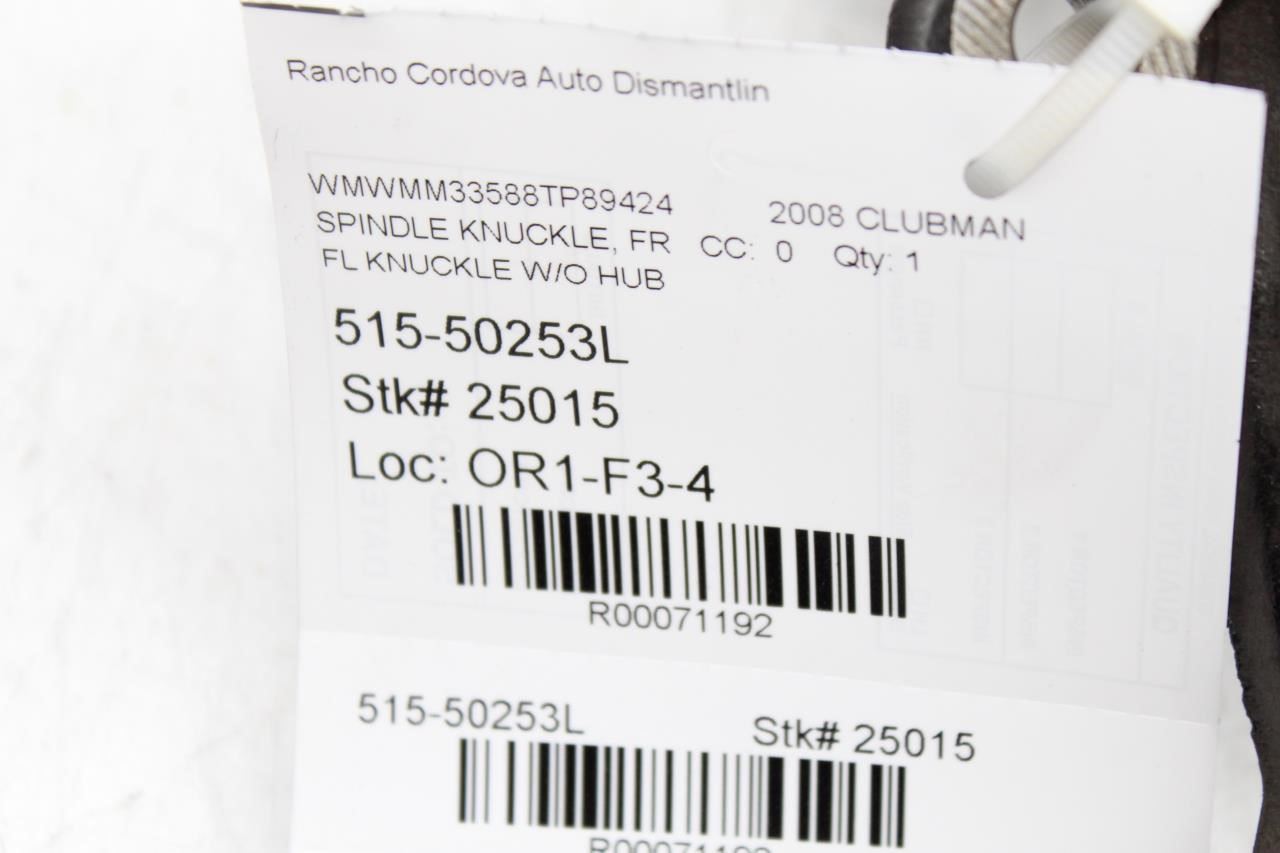 Rancho Cordova Auto Dismantlin
WMWMM33588TP89424 2008 CLUBMAN
SPINDLE KNUCKLE, FR CC: 0 Qty: 1
FL KNUCKLE W/O HUB
515-50253L
Stk# 25015
Loc: OR1-F3-4
R00071192
515-50253L Stk# 25015
R00071192